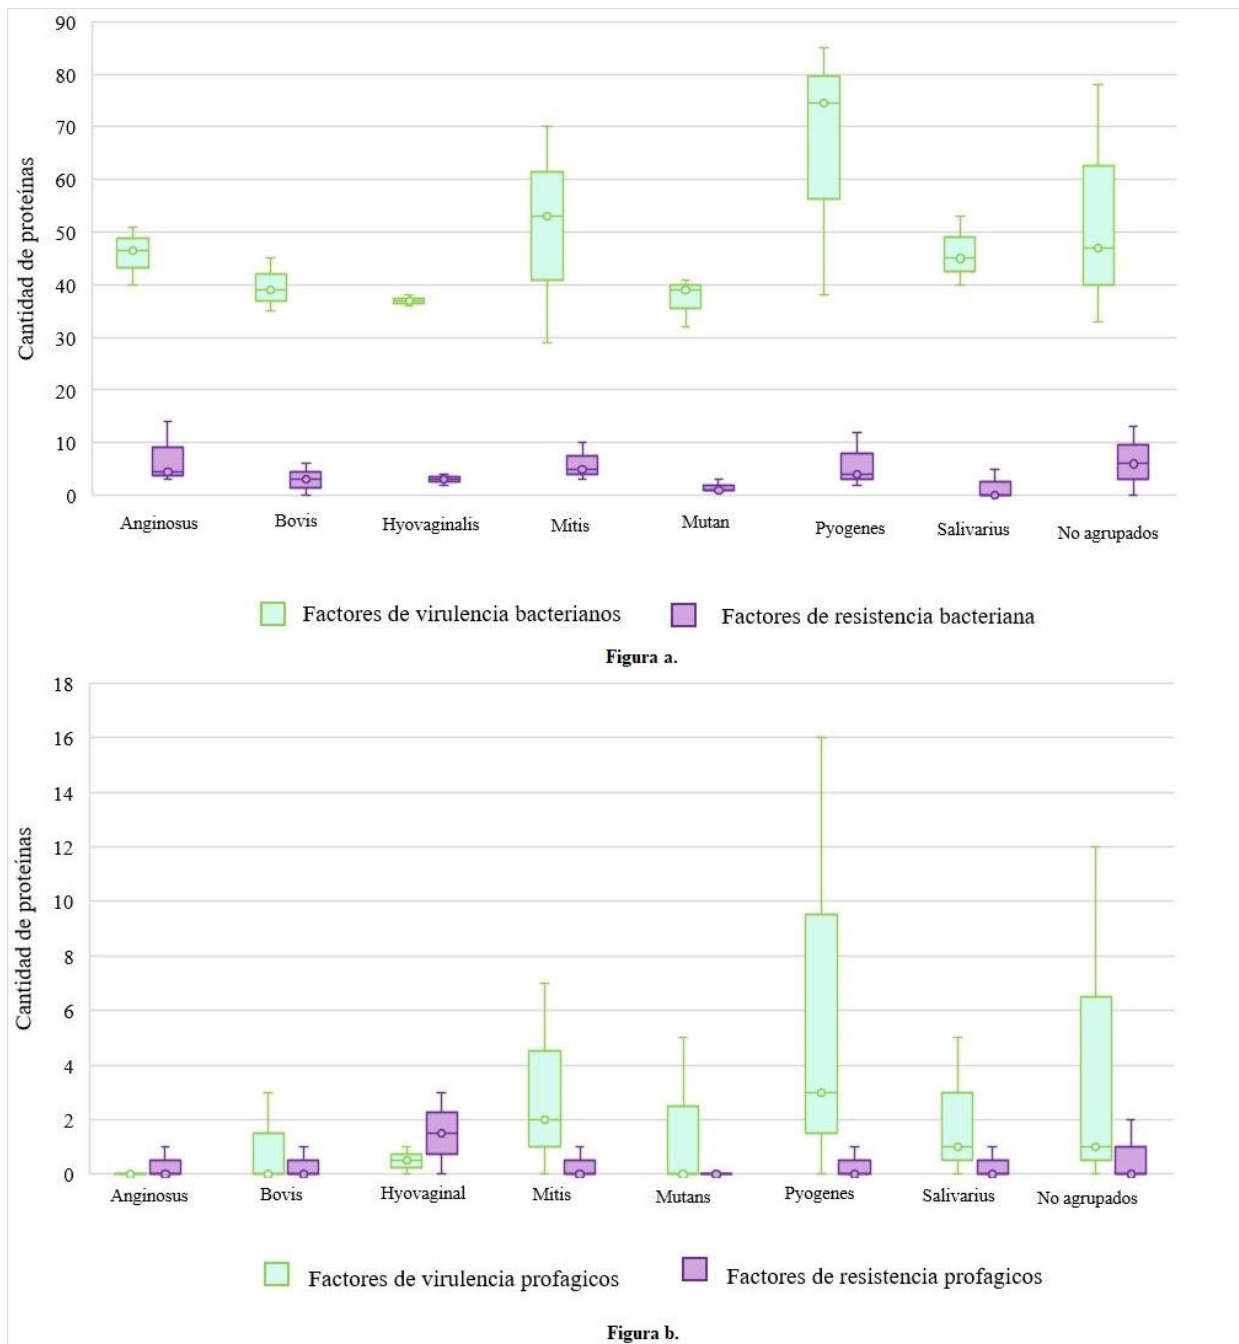 90
80
70
60
50
40
30
20
10
0
Cantidad de proteínas
Anginosus Bovis Hyovaginalis Mitis Mutan Pyogenes Salivarius No agrupados
Factores de virulencia bacterianos Factores de resistencia bacteriana
Figura a.
18
16
14
12
10
8
6
4
2
0
Cantidad de proteínas
Anginosus Bovis Hyovaginal Mitis Mutans Pyogenes Salivarius No agrupados
Factores de virulencia profagicos Factores de resistencia profagicos
Figura b.